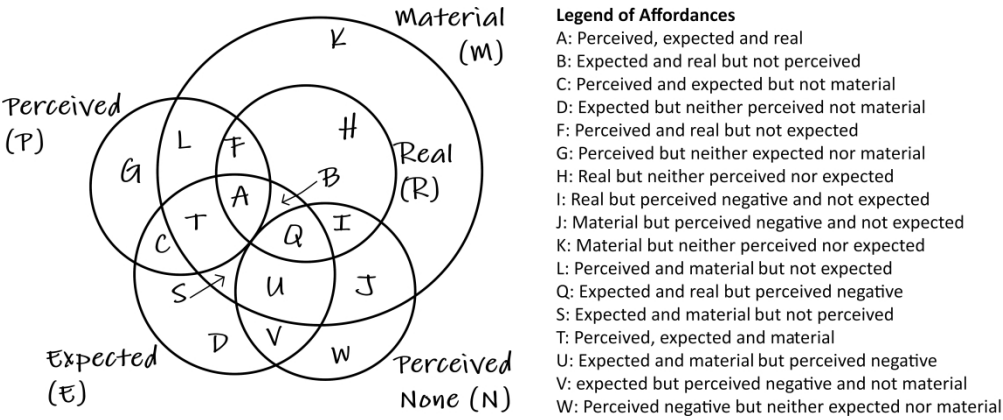 Material
(M)
K
Perceived
(P)
L
F
H
G
Real
(R)
B
A
T
I
C
Q
S
U
J
D
V
W
Expected
(E)
Perceived
None (N)
Legend of Affordances
A: Perceived, expected and real
B: Expected and real but not perceived
C: Perceived and expected but not material
D: Expected but neither perceived not material
F: Perceived and real but not expected
G: Perceived but neither expected nor material
H: Real but neither perceived nor expected
I: Real but perceived negative and not expected
J: Material but perceived negative and not expected
K: Material but neither perceived nor expected
L: Perceived and material but not expected
Q: Expected and real but perceived negative
S: Expected and material but not perceived
T: Perceived, expected and material
U: Expected and material but perceived negative
V: expected but perceived negative and not material
W: Perceived negative but neither expected nor material